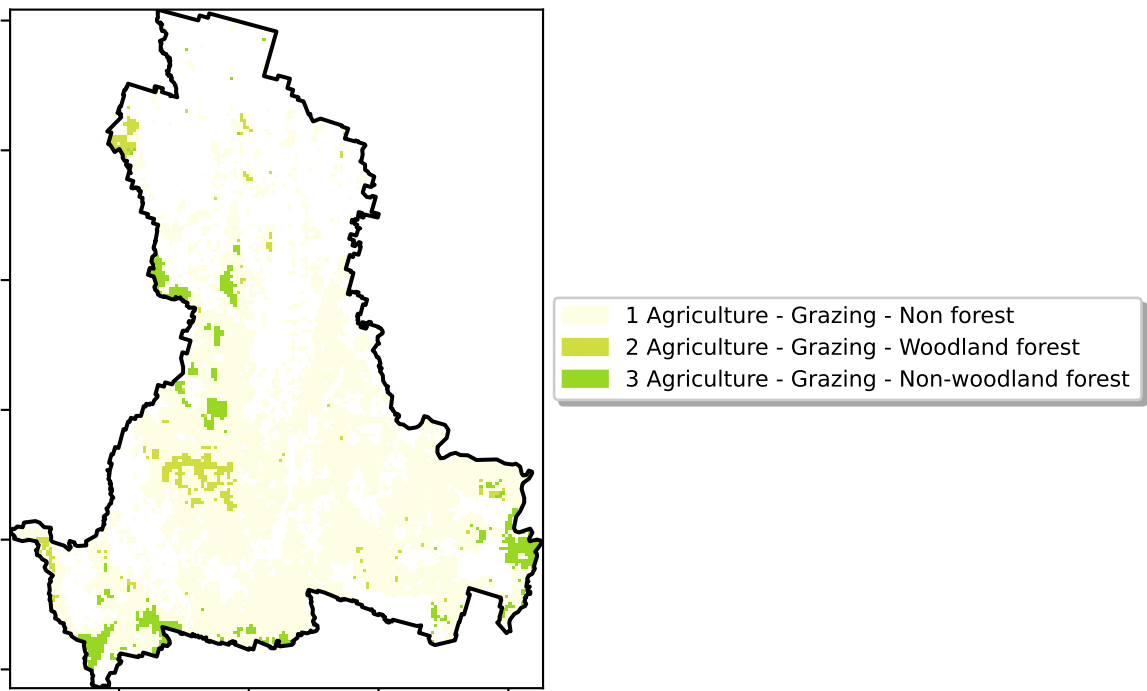 1 Agriculture - Grazing - Non forest
2 Agriculture - Grazing - Woodland forest
3 Agriculture - Grazing - Non-woodland forest